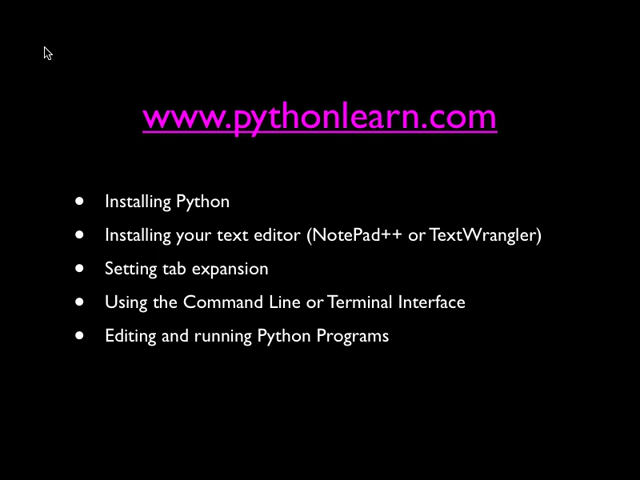 www.pythonlearn.com
• Installing Python
• Installing your text editor (NotePad++ or TextWrangler)
• Setting tab expansion
• Using the Command Line or Terminal Interface
• Editing and running Python Programs